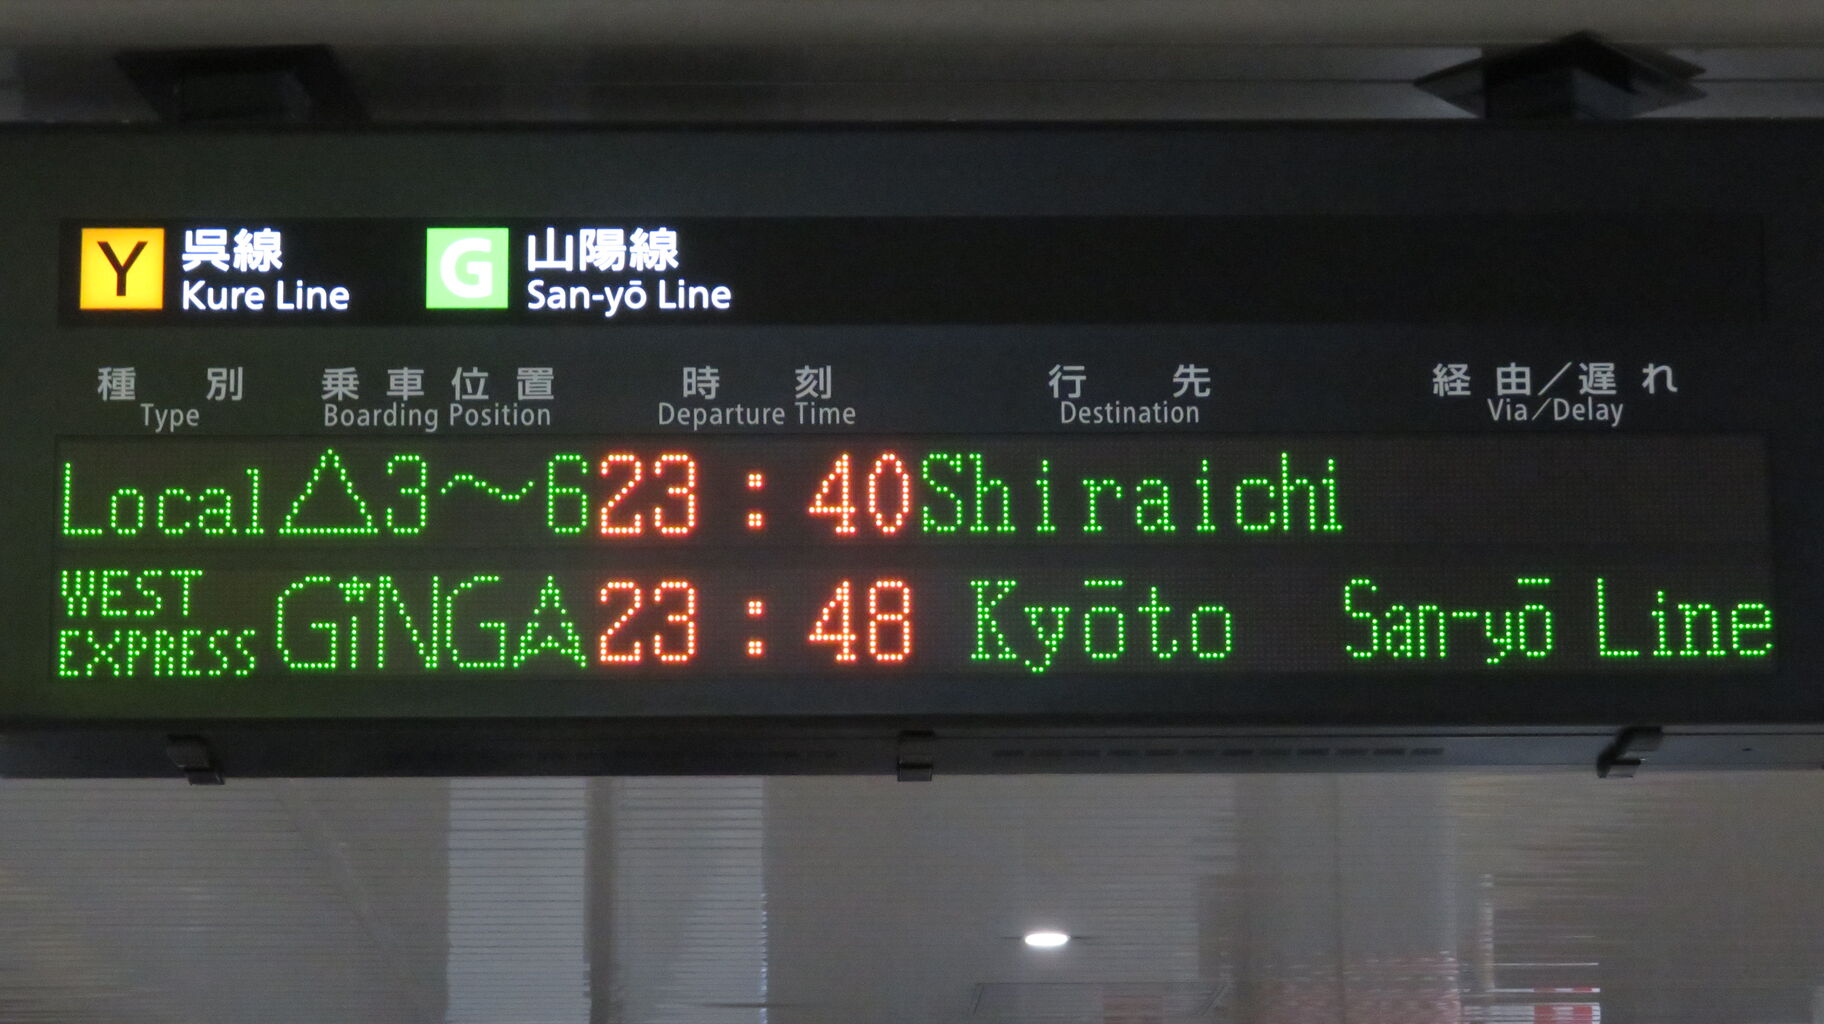 Y 呉線 G 山陽線
Kure Line San-yō Line
種別 乗車位置 時刻 行先 経由／遅れ
Type Boarding Position Departure Time Destination Via／Delay
Local △3～6 23:40 Shiraichi
WEST EXPRESS GiNGA 23:48 Kyōto San-yō Line